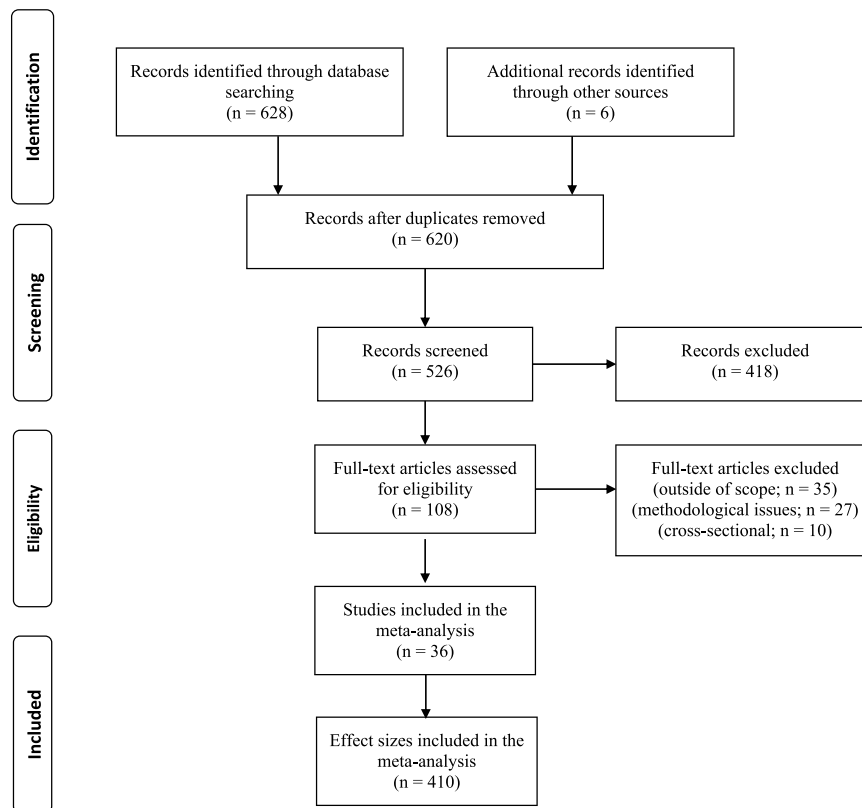 Identification
Records identified through database
searching
(n = 628)
Additional records identified
through other sources
(n = 6)
Records after duplicates removed
(n = 620)
Screening
Records screened
(n = 526)
Records excluded
(n = 418)
Eligibility
Full-text articles assessed
for eligibility
(n = 108)
Full-text articles excluded
(outside of scope; n = 35)
(methodological issues; n = 27)
(cross-sectional; n = 10)
Studies included in the
meta-analysis
(n = 36)
Included
Effect sizes included in the
meta-analysis
(n = 410)